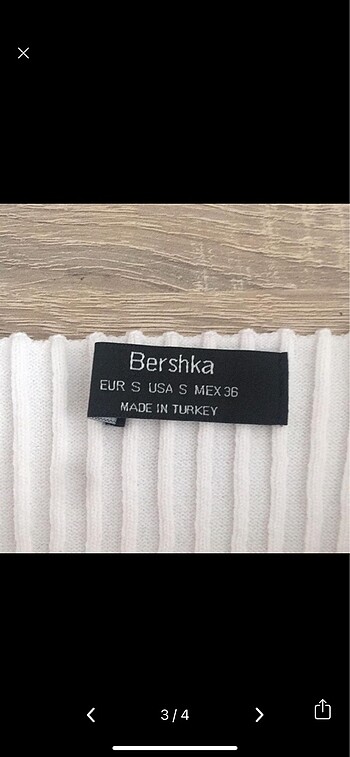 Bershka
EUR S USA S MEX 36
MADE IN TURKEY
3/4